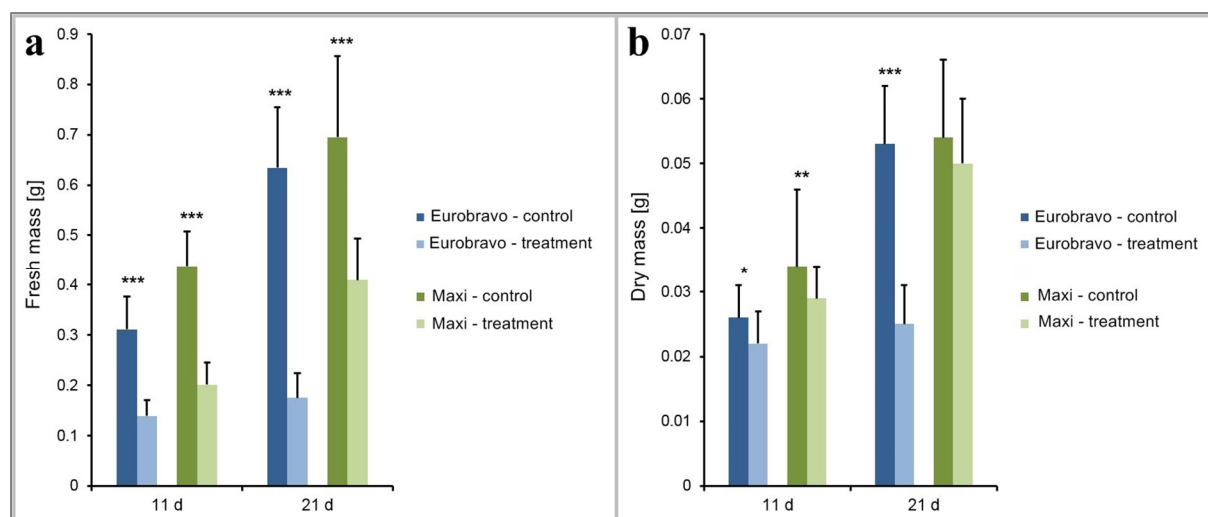 a
Fresh mass [g]
0.9
0.8
0.7
0.6
0.5
0.4
0.3
0.2
0.1
0
***
***
***
***
11 d
21 d
Eurobravo - control
Eurobravo - treatment
Maxi - control
Maxi - treatment
b
Dry mass [g]
0.07
0.06
0.05
0.04
0.03
0.02
0.01
0
*
**
***
11 d
21 d
Eurobravo - control
Eurobravo - treatment
Maxi - control
Maxi - treatment